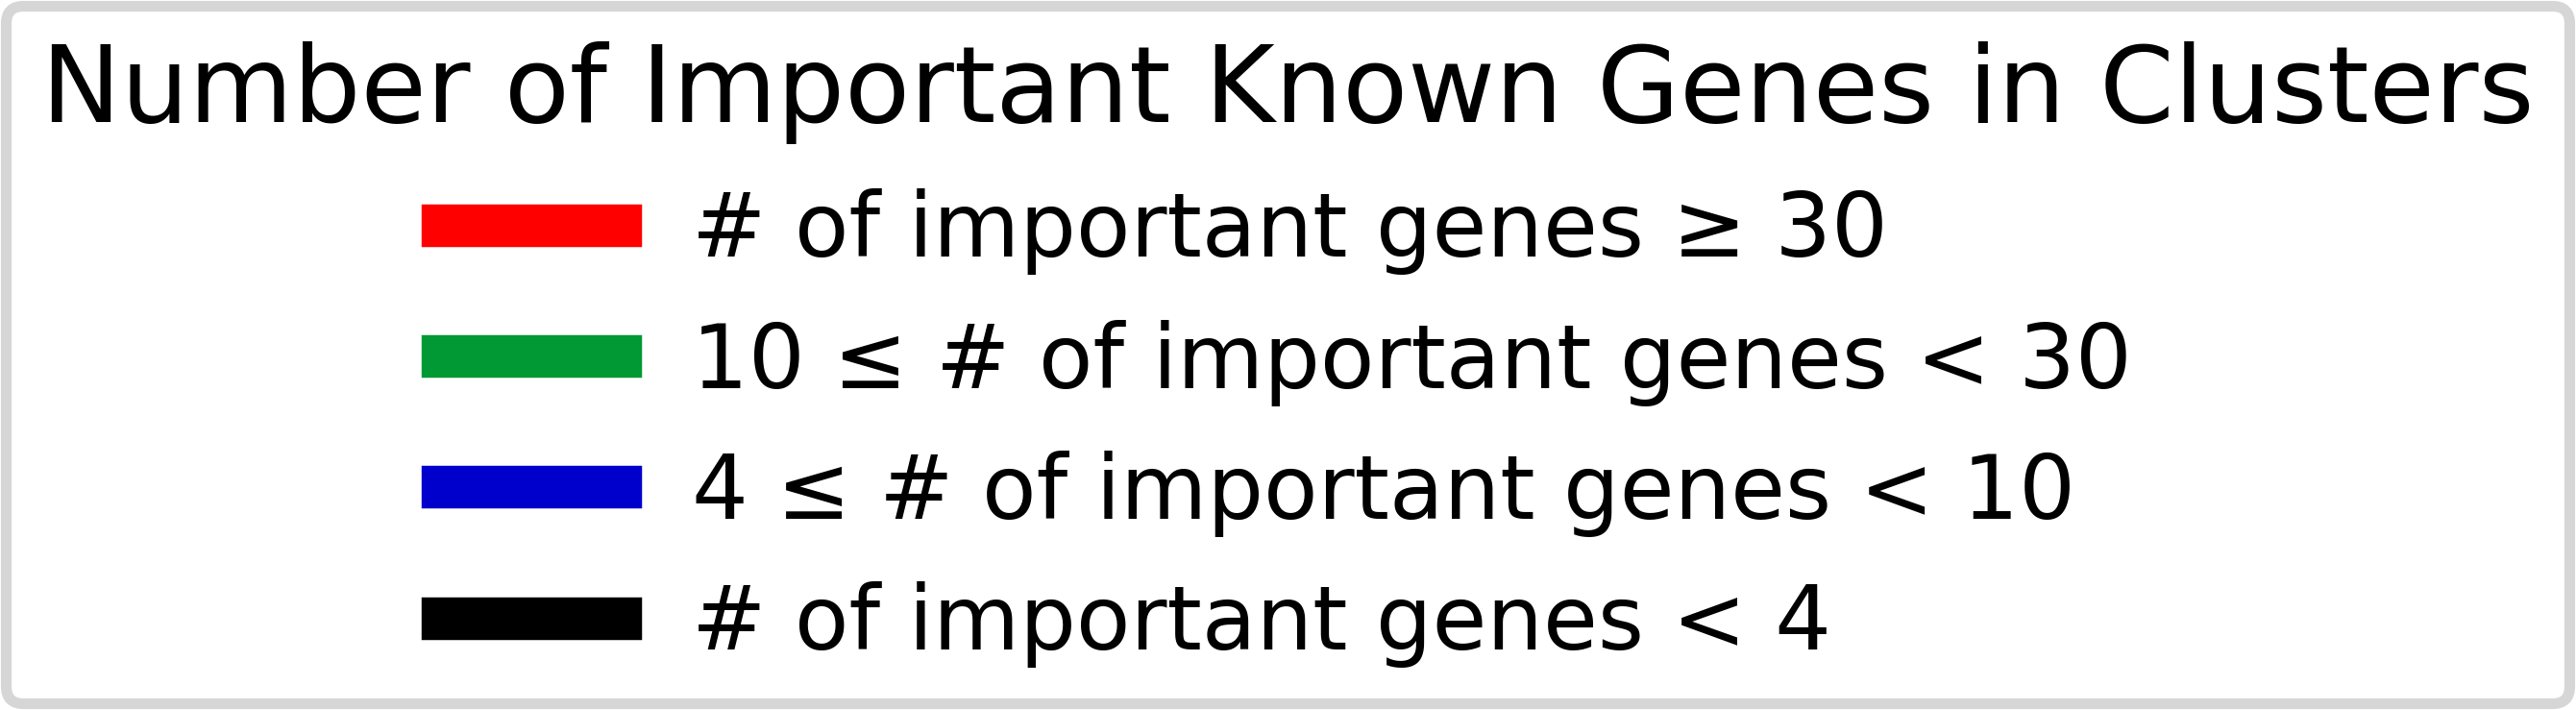 Number of Important Known Genes in Clusters
# of important genes ≥ 30
10 ≤ # of important genes < 30
4 ≤ # of important genes < 10
# of important genes < 4